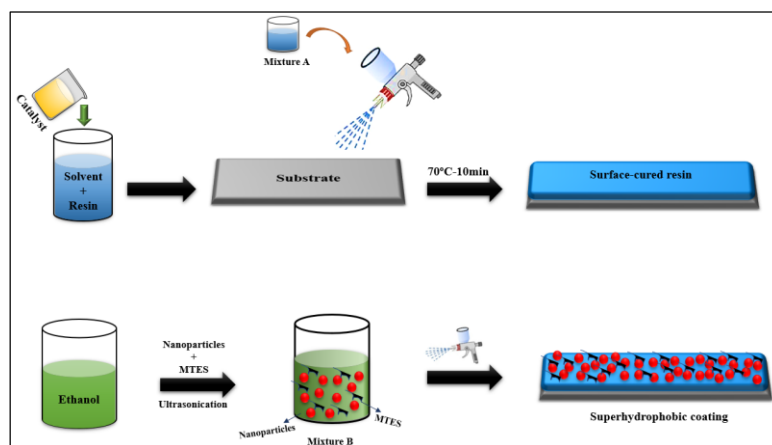 Mixture A
Catalyst
Solvent
+
Resin
Substrate
70°C-10min
Surface-cured resin
Ethanol
Nanoparticles
+
MTES
Ultrasonication
Nanoparticles
MTES
Mixture B
Superhydrophobic coating